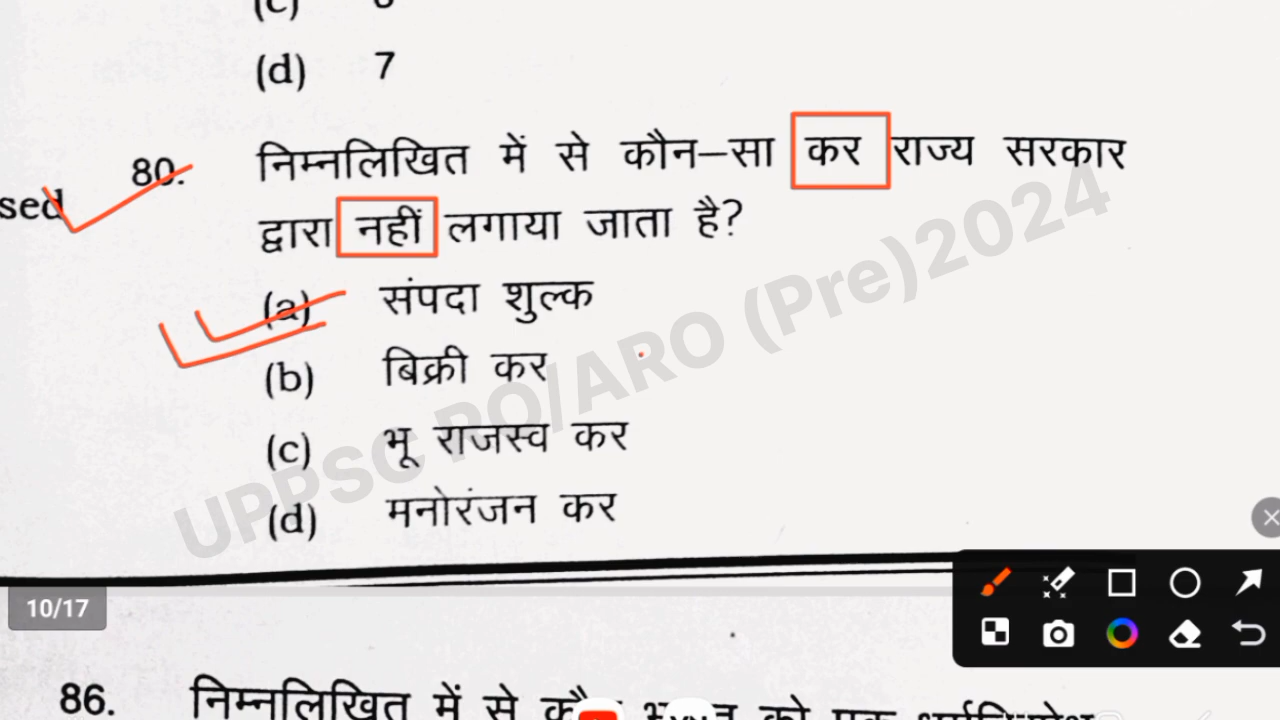 (d) 7
sed
80. निम्नलिखित में से कौन–सा कर राज्य सरकार
द्वारा नहीं लगाया जाता है?
(a) संपदा शुल्क
(b) बिक्री कर
(c) भू राजस्व कर
(d) मनोरंजन कर
UPPSC RO/ARO (Pre)2024
10/17
86. निम्नलिखित में से